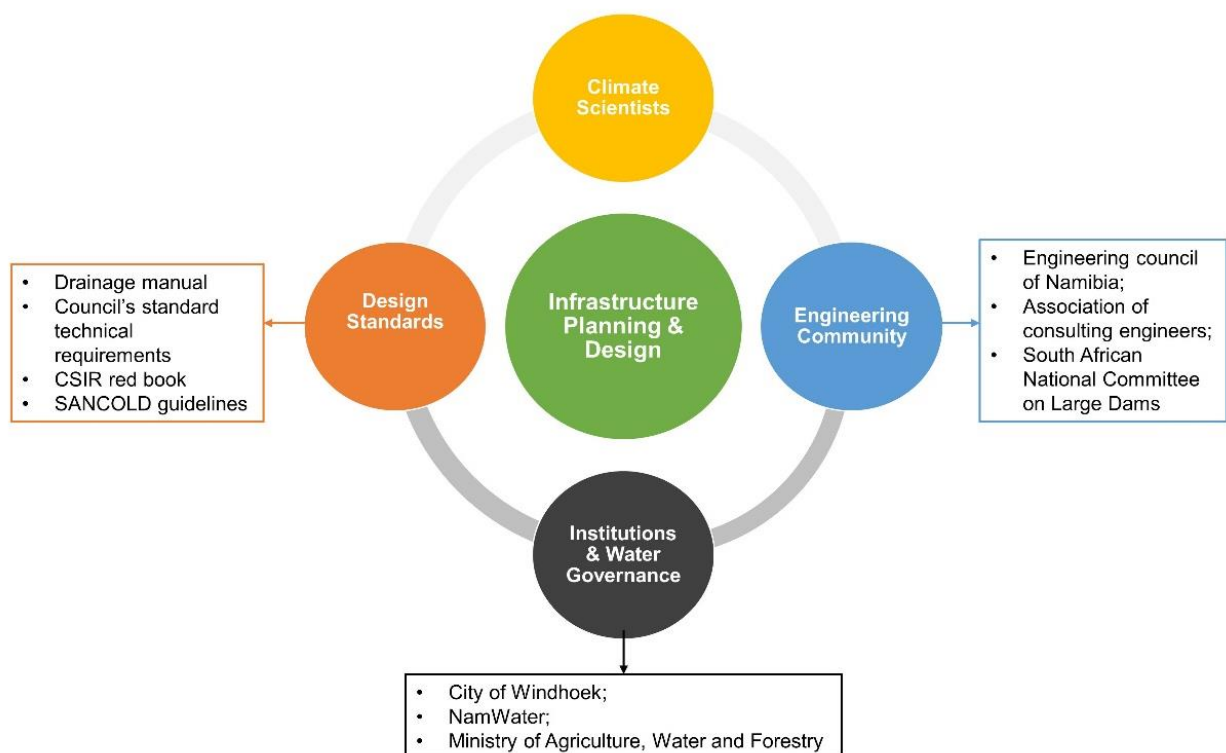 Climate
Scientists
Design
Standards
Infrastructure
Planning &
Design
Engineering
Community
Institutions
& Water
Governance
• Drainage manual
• Council's standard
technical
requirements
• CSIR red book
• SANCOLD guidelines
• Engineering council
of Namibia;
• Association of
consulting engineers;
• South African
National Committee
on Large Dams
• City of Windhoek;
• NamWater;
• Ministry of Agriculture, Water and Forestry